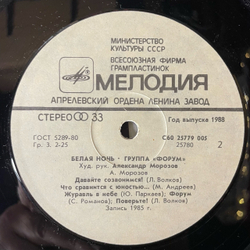 МИНИСТЕРСТВО
КУЛЬТУРЫ СССР
ВСЕСОЮЗНАЯ ФИРМА
ГРАМПЛАСТИНОК
МЕЛОДИЯ
АПРЕЛЕВСКИЙ ОРДЕНА ЛЕНИНА ЗАВОД
СТЕРЕО 33
Год выпуска 1988
ГОСТ 5289-80
Гр. 3. 2-25
С60 25779 005
25780
2
БЕЛАЯ НОЧЬ · ГРУППА «ФОРУМ»
Худ. рук. Александр Морозов
А. Морозов
Давайте созвонимся! (Л. Волков)
Что сравнится с юностью... (М. Андреев)
Журавль в небе (Ю. Паркаев); Форум
(С. Романов); Поверьте! (Л. Волков)
Запись 1985 г.